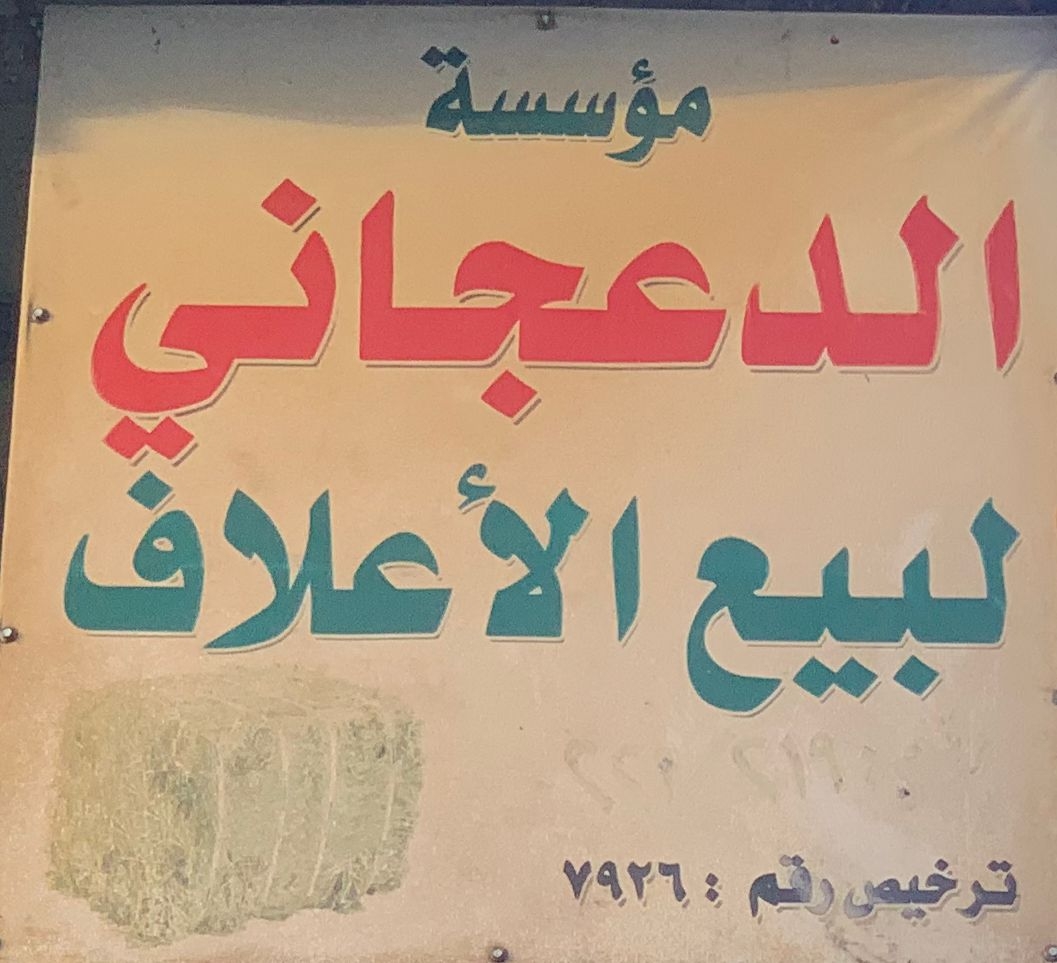 مؤسسة
الدعجاني
لبيع الأعلاف
ترخيص رقم : ٧٩٢٦